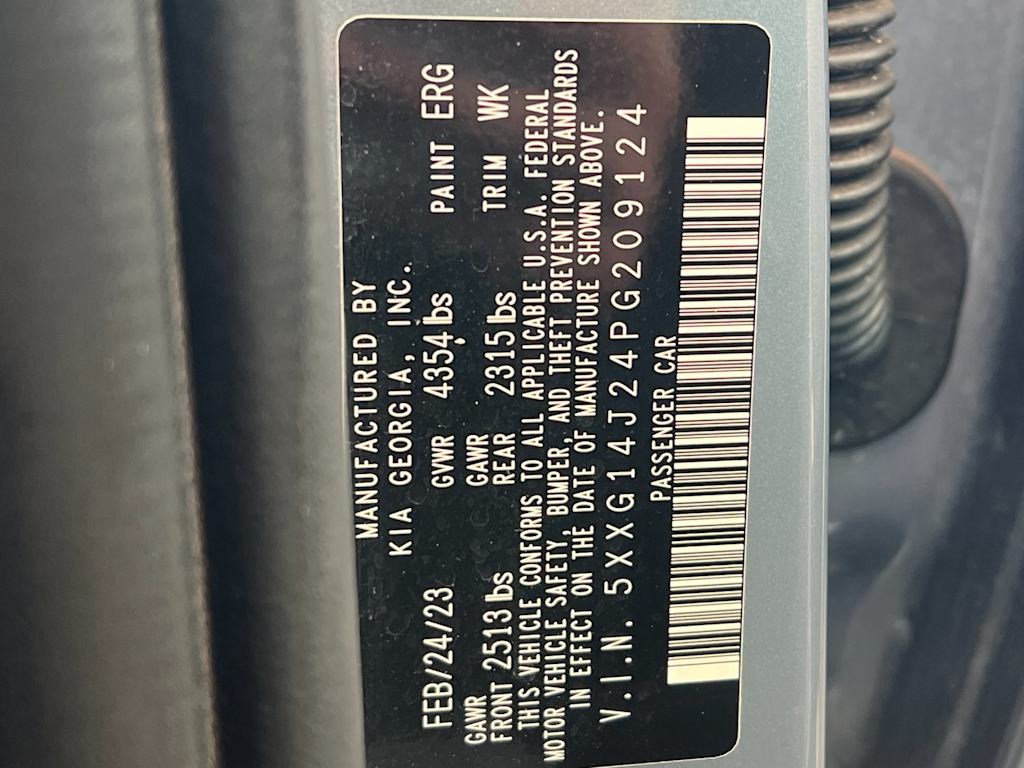 MANUFACTURED BY
KIA GEORGIA, INC.
FEB/24/23 GVWR 4354 lbs PAINT ERG
GAWR FRONT 2513 lbs GAWR REAR 2315 lbs TRIM WK
THIS VEHICLE CONFORMS TO ALL APPLICABLE U.S.A. FEDERAL
MOTOR VEHICLE SAFETY, BUMPER, AND THEFT PREVENTION STANDARDS
IN EFFECT ON THE DATE OF MANUFACTURE SHOWN ABOVE.
V.I.N. 5XXG14J24PG209124
PASSENGER CAR